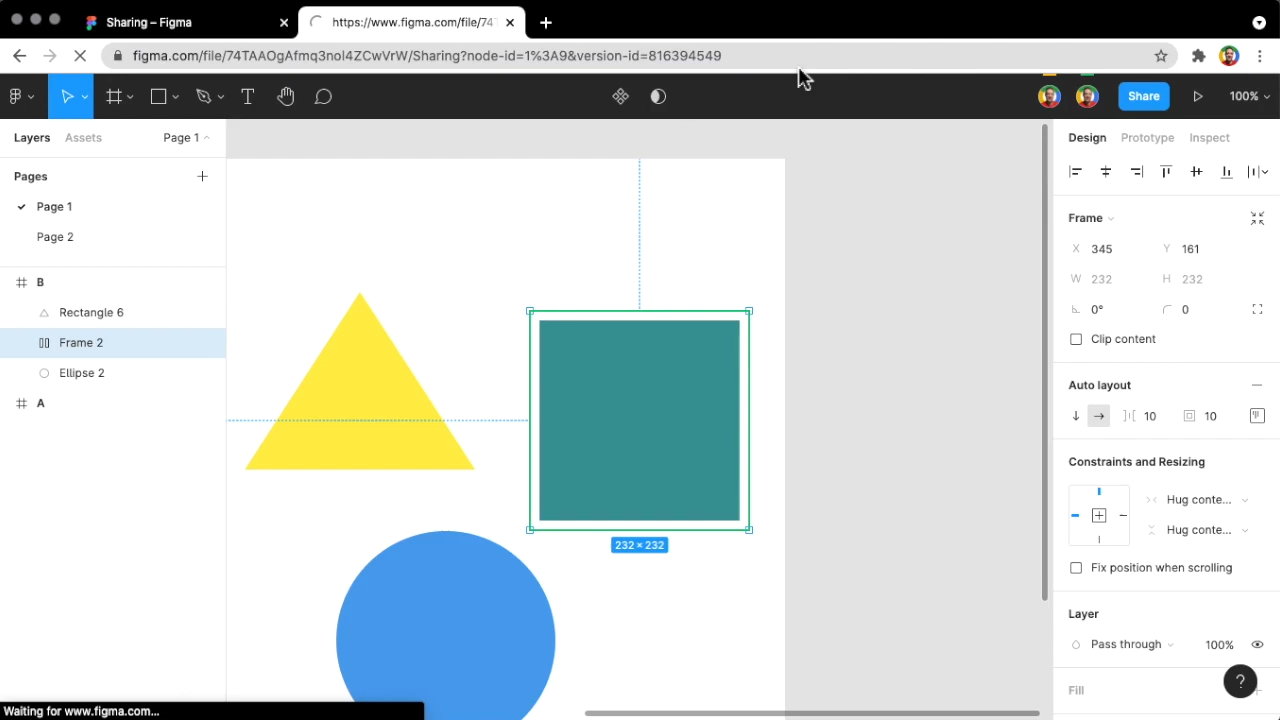 Sharing – Figma
https://www.figma.com/file/74
figma.com/file/74TAAOgAfmq3nol4ZCwVrW/Sharing?node-id=1%3A9&version-id=816394549
Share
100%
Layers
Assets
Page 1
Design
Prototype
Inspect
Pages
Page 1
Page 2
B
Rectangle 6
Frame 2
Ellipse 2
A
232 × 232
Frame
X 345
Y 161
W 232
H 232
0°
0
Clip content
Auto layout
10
10
Constraints and Resizing
Hug conte...
Hug conte...
Fix position when scrolling
Layer
Pass through
100%
Fill
?
Waiting for www.figma.com...